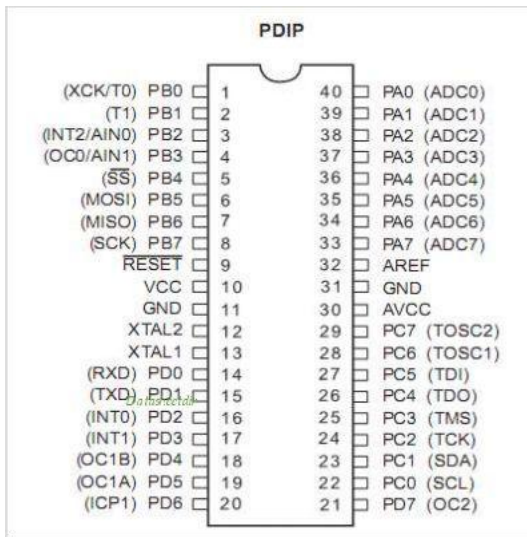 PDIP
(XCK/T0) PB0 1 40 PA0 (ADC0)
(T1) PB1 2 39 PA1 (ADC1)
(INT2/AIN0) PB2 3 38 PA2 (ADC2)
(OC0/AIN1) PB3 4 37 PA3 (ADC3)
(SS) PB4 5 36 PA4 (ADC4)
(MOSI) PB5 6 35 PA5 (ADC5)
(MISO) PB6 7 34 PA6 (ADC6)
(SCK) PB7 8 33 PA7 (ADC7)
RESET 9 32 AREF
VCC 10 31 GND
GND 11 30 AVCC
XTAL2 12 29 PC7 (TOSC2)
XTAL1 13 28 PC6 (TOSC1)
(RXD) PD0 14 27 PC5 (TDI)
(TXD) PD1 15 26 PC4 (TDO)
(INT0) PD2 16 25 PC3 (TMS)
(INT1) PD3 17 24 PC2 (TCK)
(OC1B) PD4 18 23 PC1 (SDA)
(OC1A) PD5 19 22 PC0 (SCL)
(ICP1) PD6 20 21 PD7 (OC2)